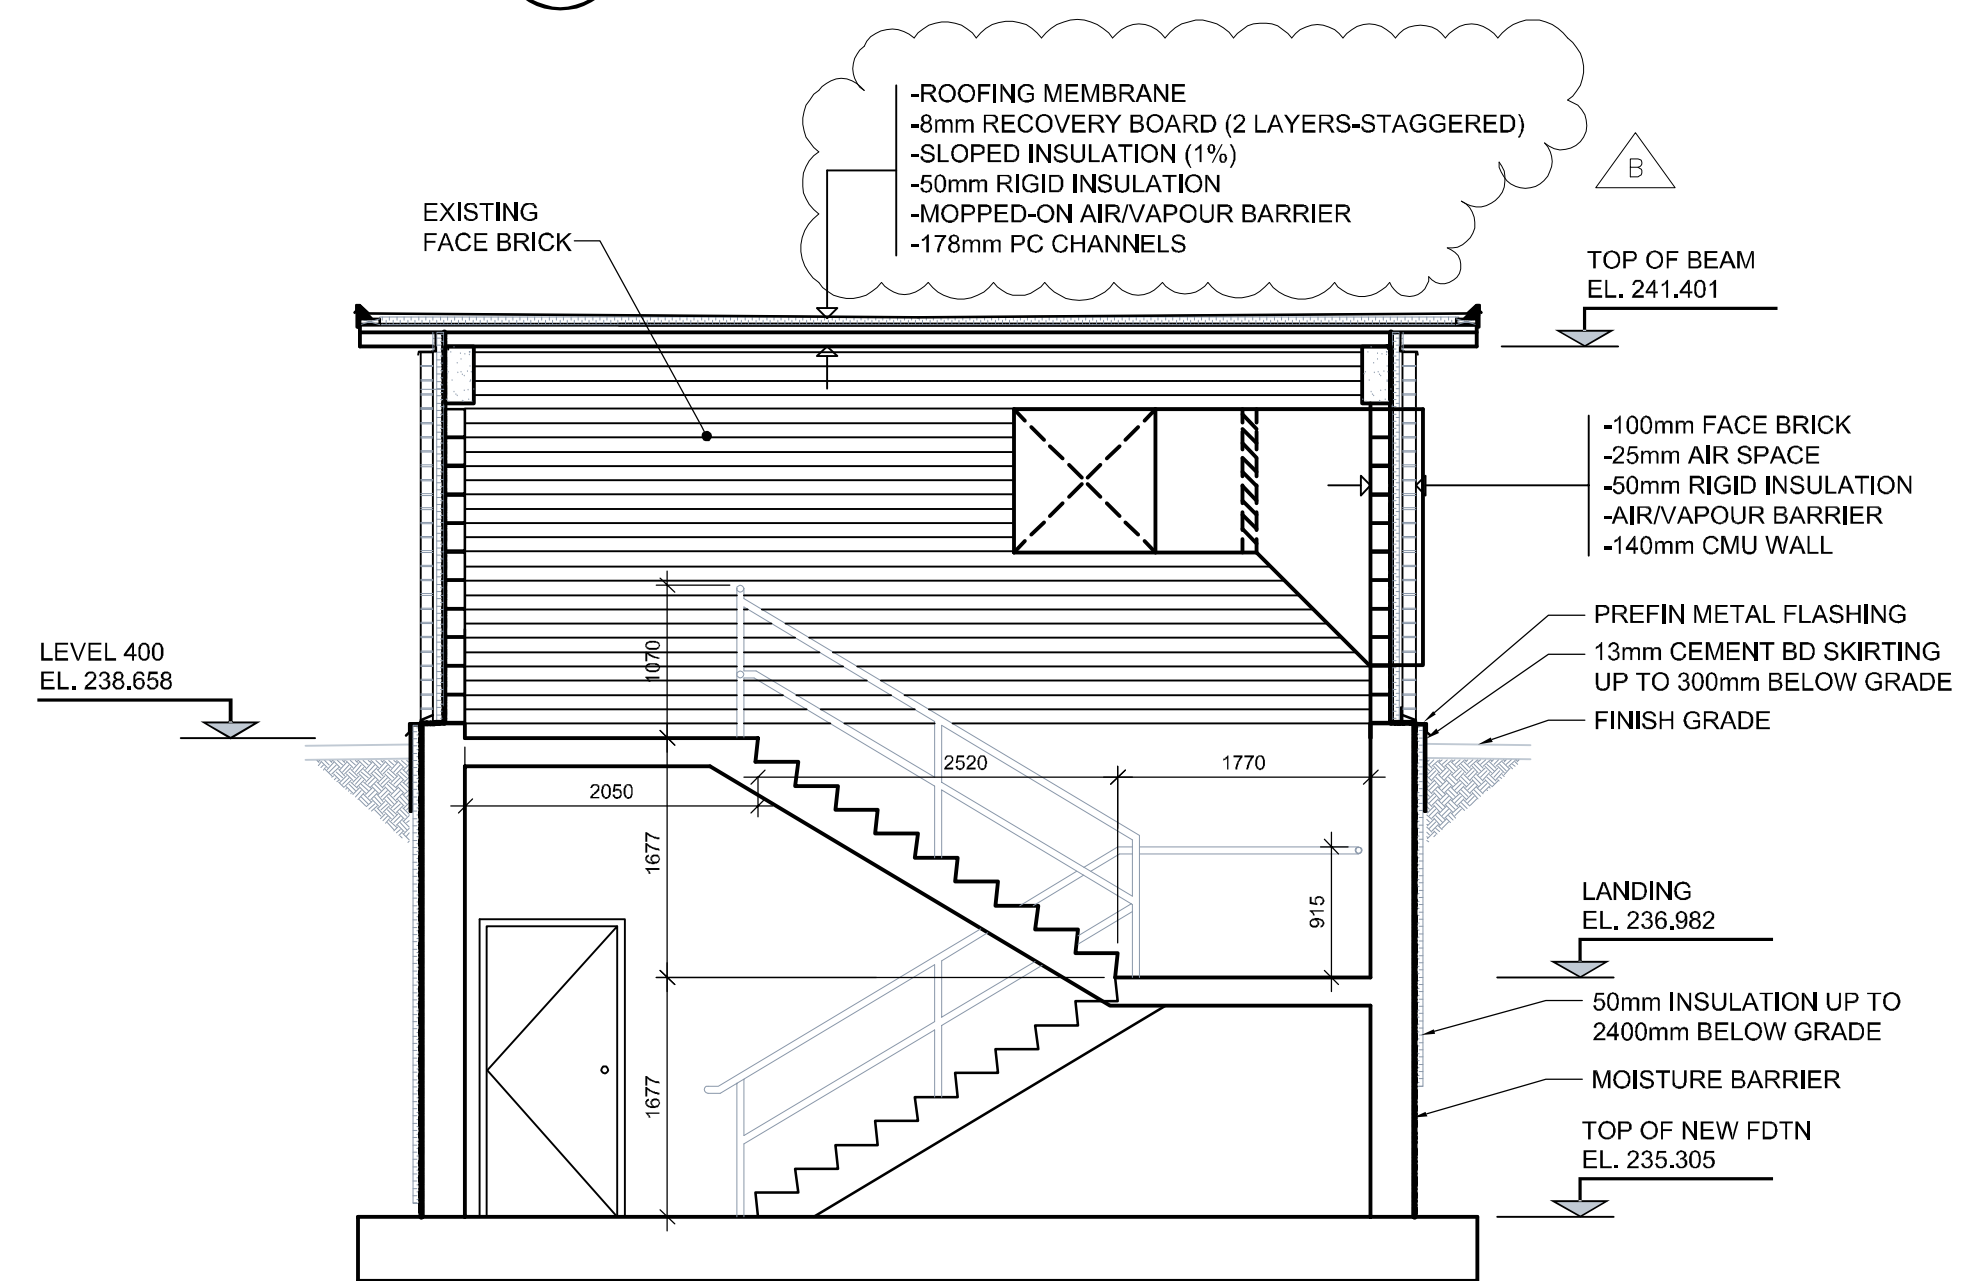 -ROOFING MEMBRANE
-8mm RECOVERY BOARD (2 LAYERS-STAGGERED)
-SLOPED INSULATION (1%)
-50mm RIGID INSULATION
-MOPPED-ON AIR/VAPOUR BARRIER
-178mm PC CHANNELS
B
EXISTING
FACE BRICK
TOP OF BEAM
EL. 241.401
-100mm FACE BRICK
-25mm AIR SPACE
-50mm RIGID INSULATION
-AIR/VAPOUR BARRIER
-140mm CMU WALL
PREFIN METAL FLASHING
13mm CEMENT BD SKIRTING
UP TO 300mm BELOW GRADE
FINISH GRADE
LEVEL 400
EL. 238.658
1070
2520
1770
2050
1677
915
LANDING
EL. 236.982
50mm INSULATION UP TO
2400mm BELOW GRADE
MOISTURE BARRIER
1677
TOP OF NEW FDTN
EL. 235.305